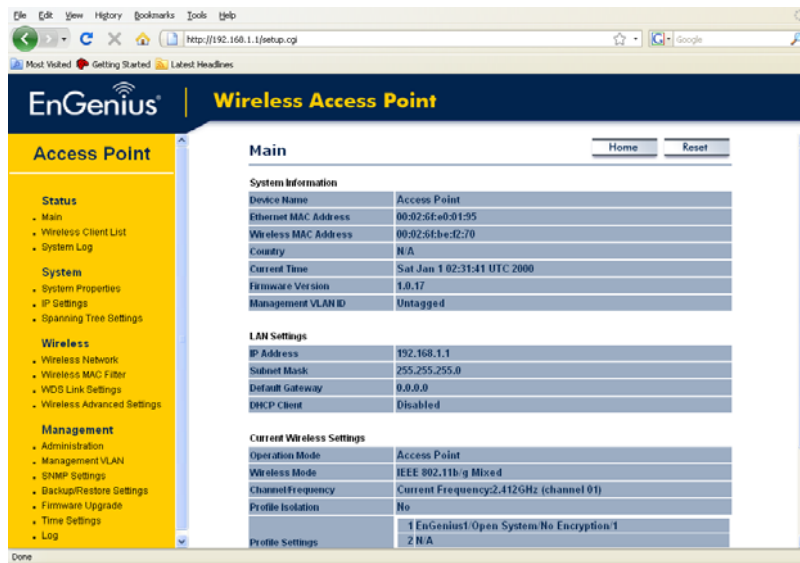 File Edit View History Bookmarks Tools Help
http://192.168.1.1/setup.cgi
G Google
Most Visited Getting Started Latest Headlines
EnGenius® Wireless Access Point
Access Point
Status
Main
Wireless Client List
System Log
System
System Properties
IP Settings
Spanning Tree Settings
Wireless
Wireless Network
Wireless MAC Filter
WDS Link Settings
Wireless Advanced Settings
Management
Administration
Management VLAN
SNMP Settings
Backup/Restore Settings
Firmware Upgrade
Time Settings
Log
Main Home Reset
System Information
Device Name Access Point
Ethernet MAC Address 00:02:6f:e0:01:95
Wireless MAC Address 00:02:6f:be:f2:70
Country N/A
Current Time Sat Jan 1 02:31:41 UTC 2000
Firmware Version 1.0.17
Management VLAN ID Untagged
LAN Settings
IP Address 192.168.1.1
Subnet Mask 255.255.255.0
Default Gateway 0.0.0.0
DHCP Client Disabled
Current Wireless Settings
Operation Mode Access Point
Wireless Mode IEEE 802.11b/g Mixed
Channel/Frequency Current Frequency:2.412GHz (channel 01)
Profile Isolation No
Profile Settings
1 EnGenius1/Open System/No Encryption/1
2 N/A
Done